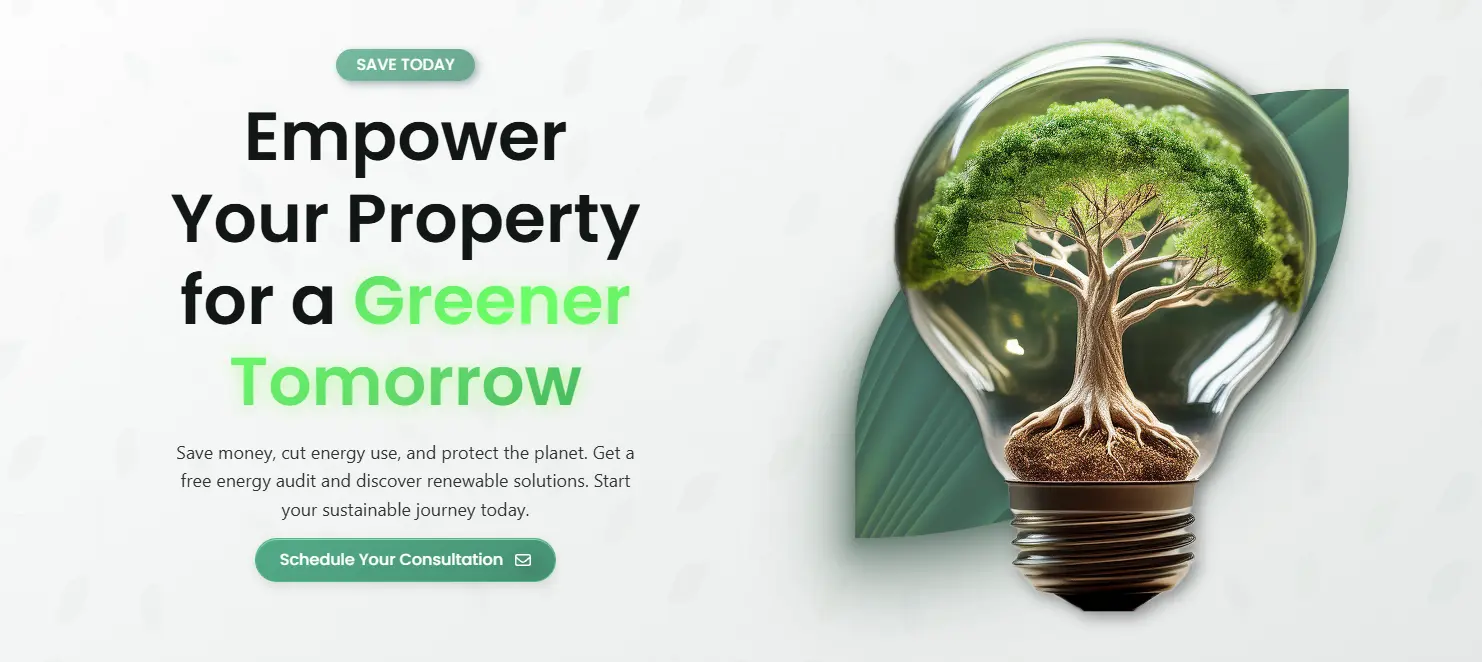 SAVE TODAY
Empower
Your Property
for a Greener
Tomorrow
Save money, cut energy use, and protect the planet. Get a
free energy audit and discover renewable solutions. Start
your sustainable journey today.
Schedule Your Consultation